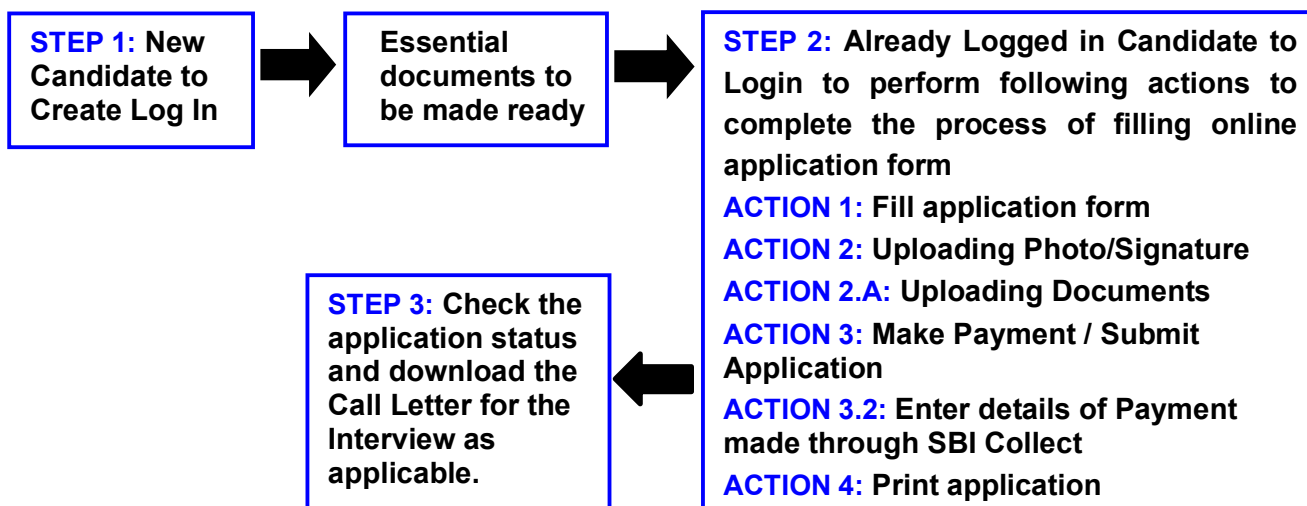 STEP 1: New
Candidate to
Create Log In
Essential
documents to
be made ready
STEP 2: Already Logged in Candidate to
Login to perform following actions to
complete the process of filling online
application form
ACTION 1: Fill application form
ACTION 2: Uploading Photo/Signature
ACTION 2.A: Uploading Documents
ACTION 3: Make Payment / Submit
Application
ACTION 3.2: Enter details of Payment
made through SBI Collect
ACTION 4: Print application
STEP 3: Check the
application status
and download the
Call Letter for the
Interview as
applicable.